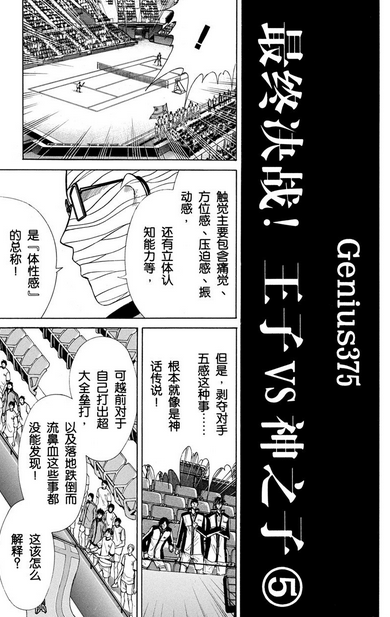 Genius375
最终决战！王子vs神之子⑤
触觉主要包含痛觉、
方位感、压迫感、振
动感，
还有立体认
知能力等，
是『体性感』
的总称！
但是，剥夺对手
五感这种事……
根本就像是神
话传说！
可越前对于
自己打出超
大全垒打，
以及落地跌倒而
流鼻血这些事都
没能发现！
这该怎么
解释？